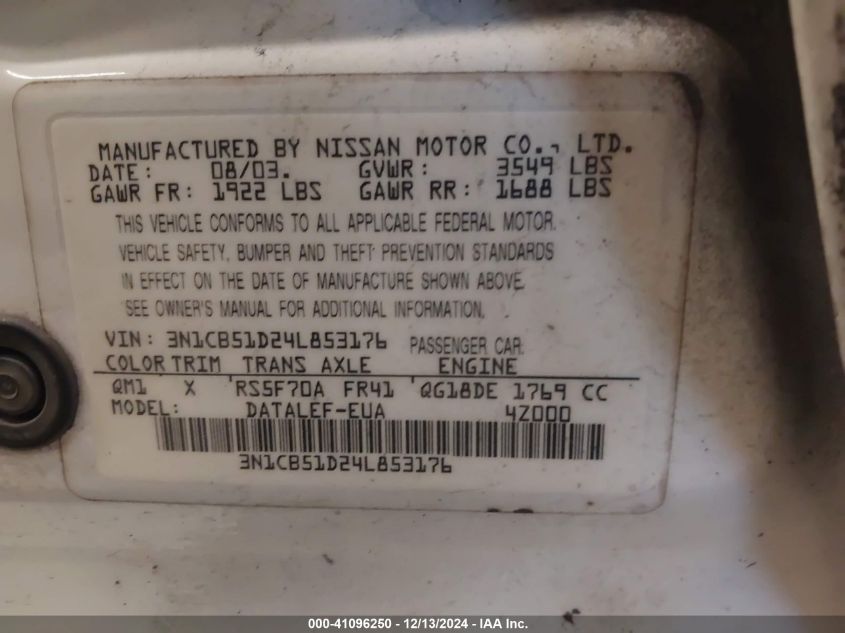 MANUFACTURED BY NISSAN MOTOR CO., LTD.
DATE: 08/03. GVWR: 3549 LBS
GAWR FR: 1922 LBS GAWR RR: 1688 LBS
THIS VEHICLE CONFORMS TO ALL APPLICABLE FEDERAL MOTOR
VEHICLE SAFETY, BUMPER AND THEFT PREVENTION STANDARDS
IN EFFECT ON THE DATE OF MANUFACTURE SHOWN ABOVE.
SEE OWNER'S MANUAL FOR ADDITIONAL INFORMATION.
VIN: 3N1CB51D24L853176 PASSENGER CAR
COLOR TRIM TRANS AXLE ENGINE
QM1 X RS5F70A FR41 QG18DE 1769 CC
MODEL: DATALEF-EUA 4Z000
3N1CB51D24L853176
000-41096250 - 12/13/2024 - IAA Inc.